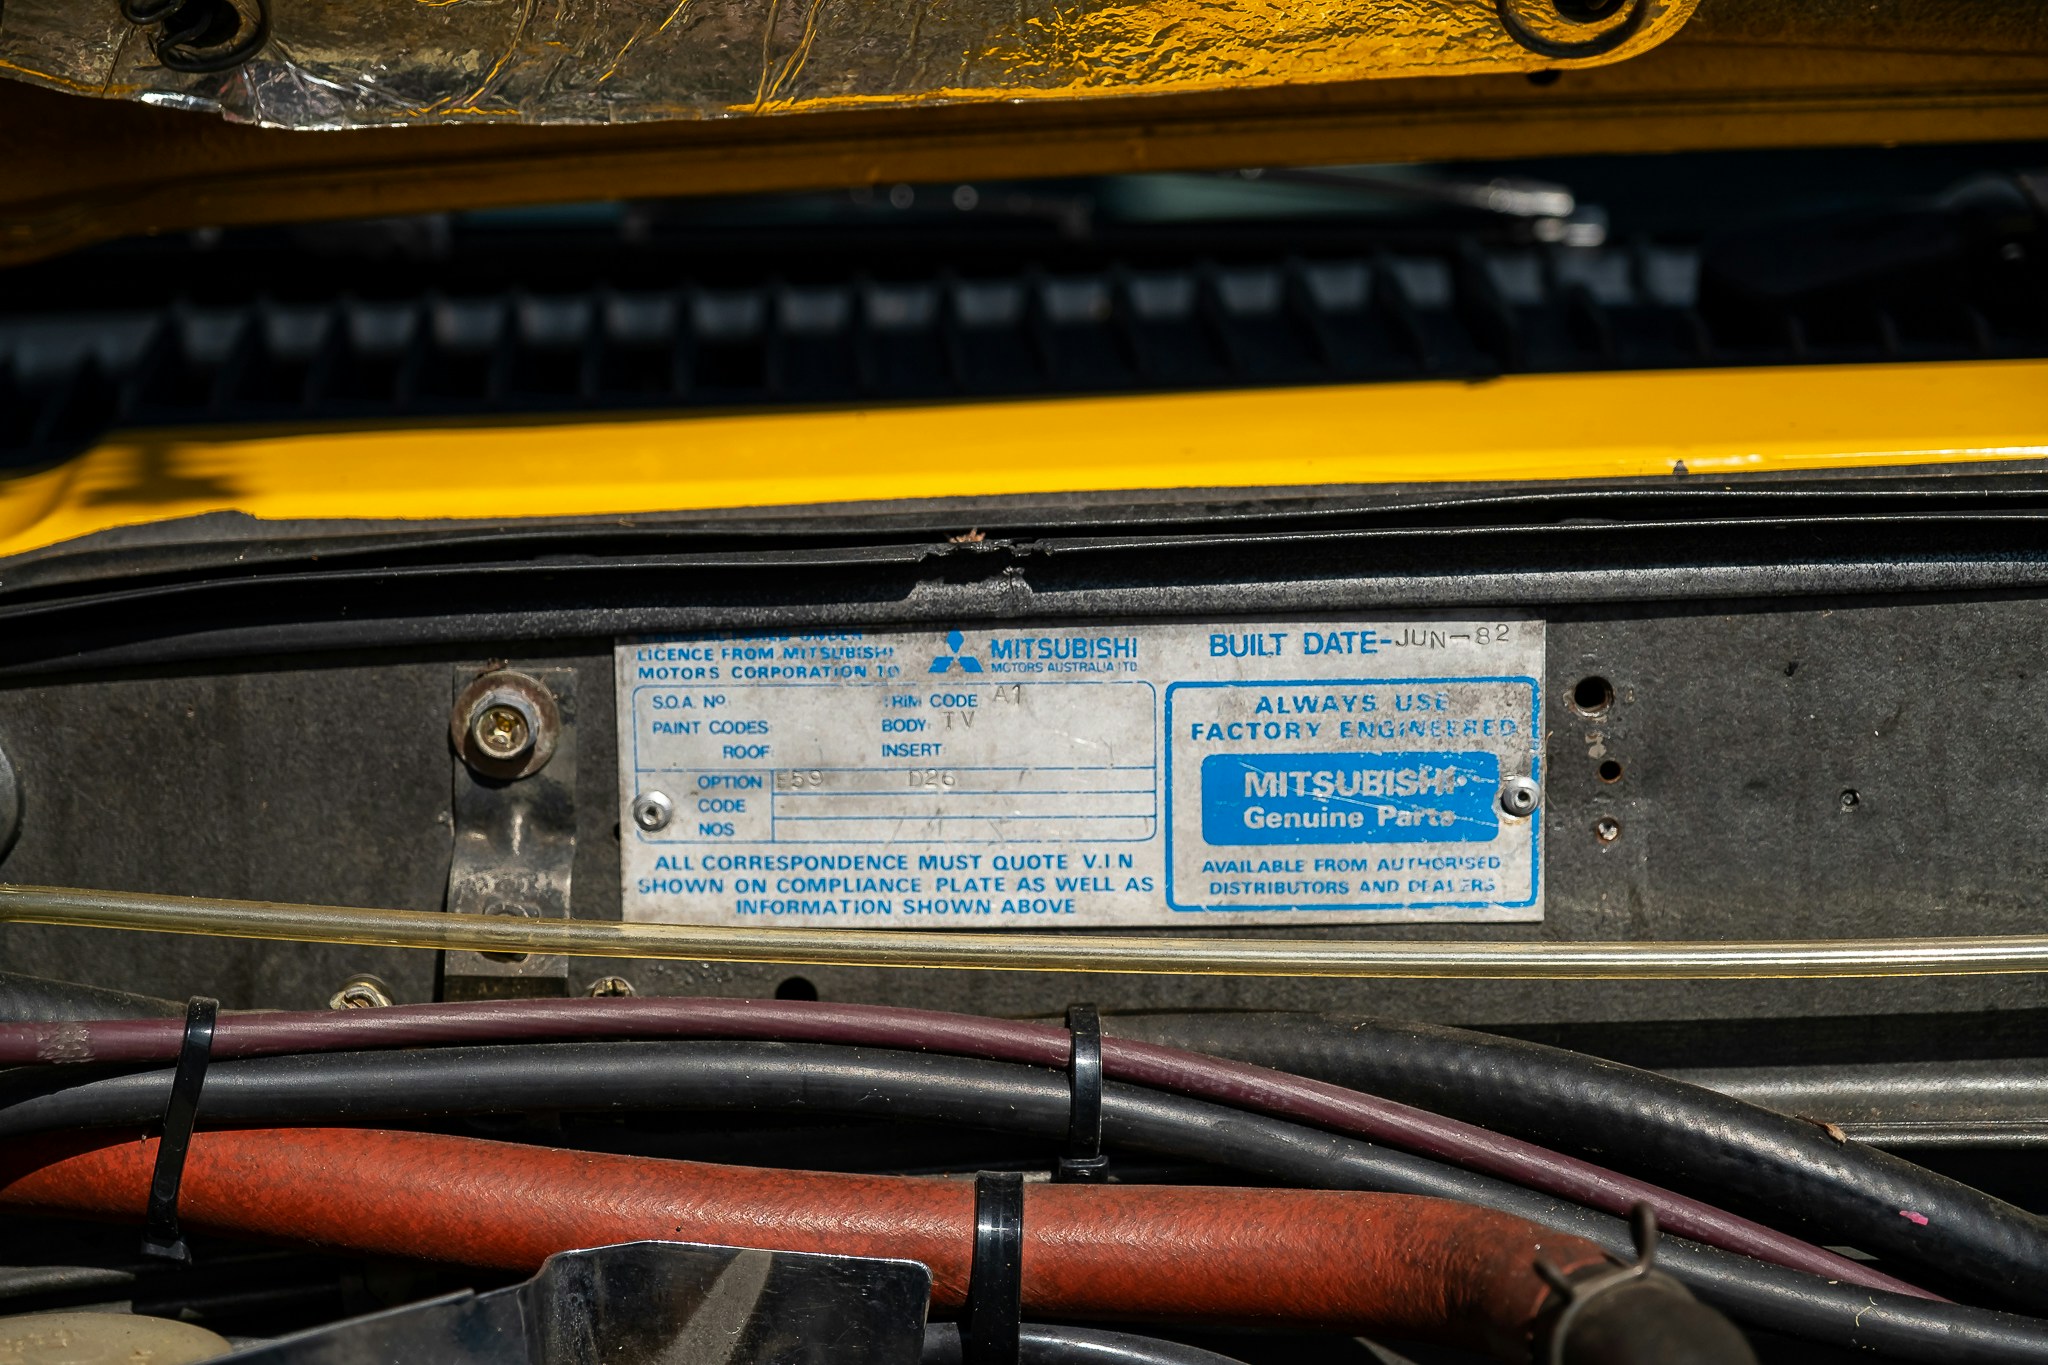 LICENCE FROM MITSUBISHI
MOTORS CORPORATION TO
MITSUBISHI
MOTORS AUSTRALIA LTD
BUILT DATE-JUN-82
S.O.A. No
TRIM CODE A1
PAINT CODES:
BODY: TV
ROOF:
INSERT:
OPTION E59 D26
CODE
NOS
ALL CORRESPONDENCE MUST QUOTE V.I.N
SHOWN ON COMPLIANCE PLATE AS WELL AS
INFORMATION SHOWN ABOVE
ALWAYS USE
FACTORY ENGINEERED
MITSUBISHI
Genuine Parts
AVAILABLE FROM AUTHORISED
DISTRIBUTORS AND DEALERS